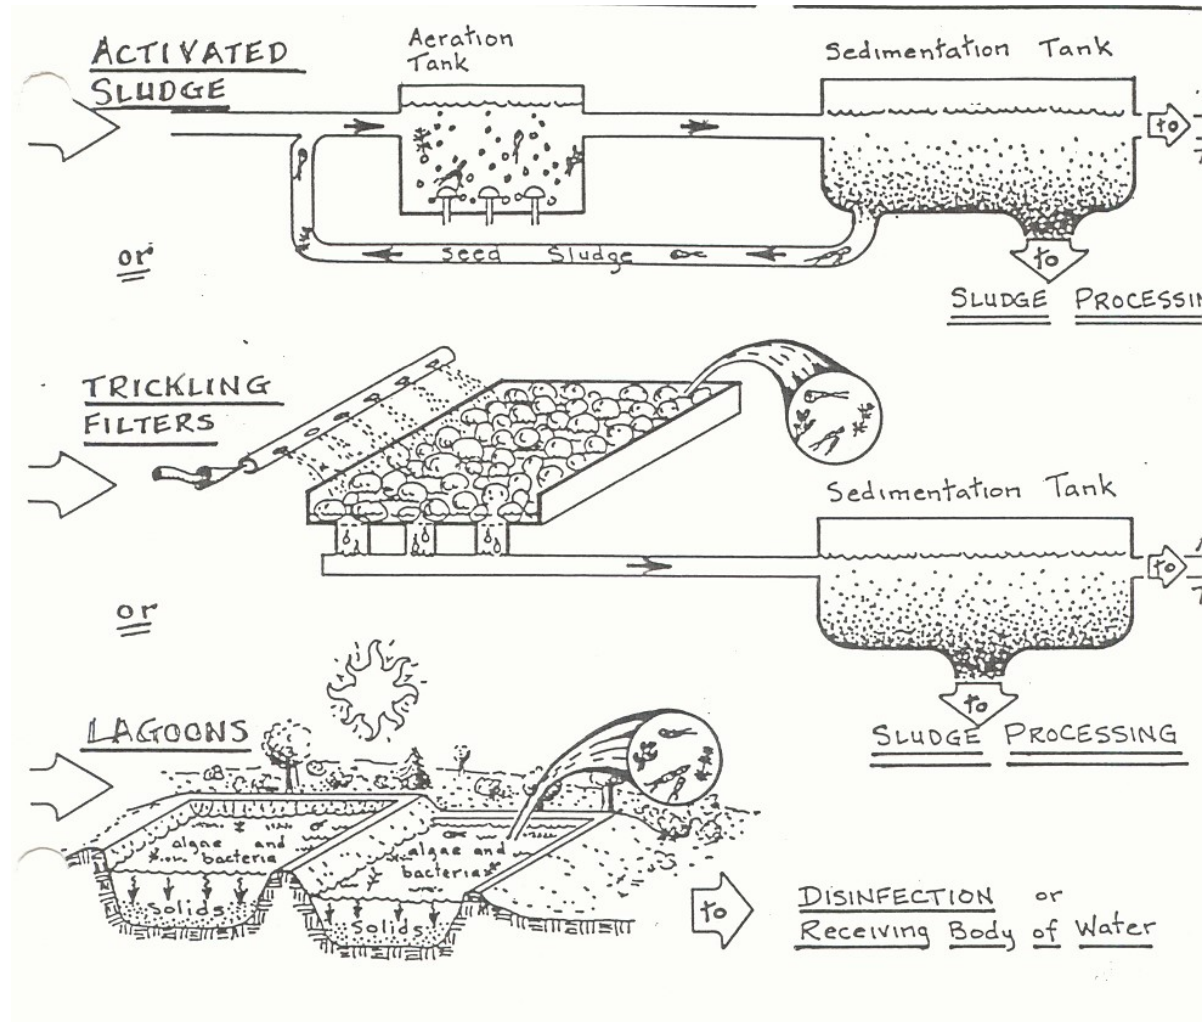 ACTIVATED
SLUDGE
Aeration
Tank
Sedimentation Tank
to
Seed Sludge
to
SLUDGE PROCESSIN
or
TRICKLING
FILTERS
Sedimentation Tank
to
to
SLUDGE PROCESSING
or
LAGOONS
algae and
bacteria
Solids
algae and
bacteria
Solids
to
DISINFECTION or
Receiving Body of Water